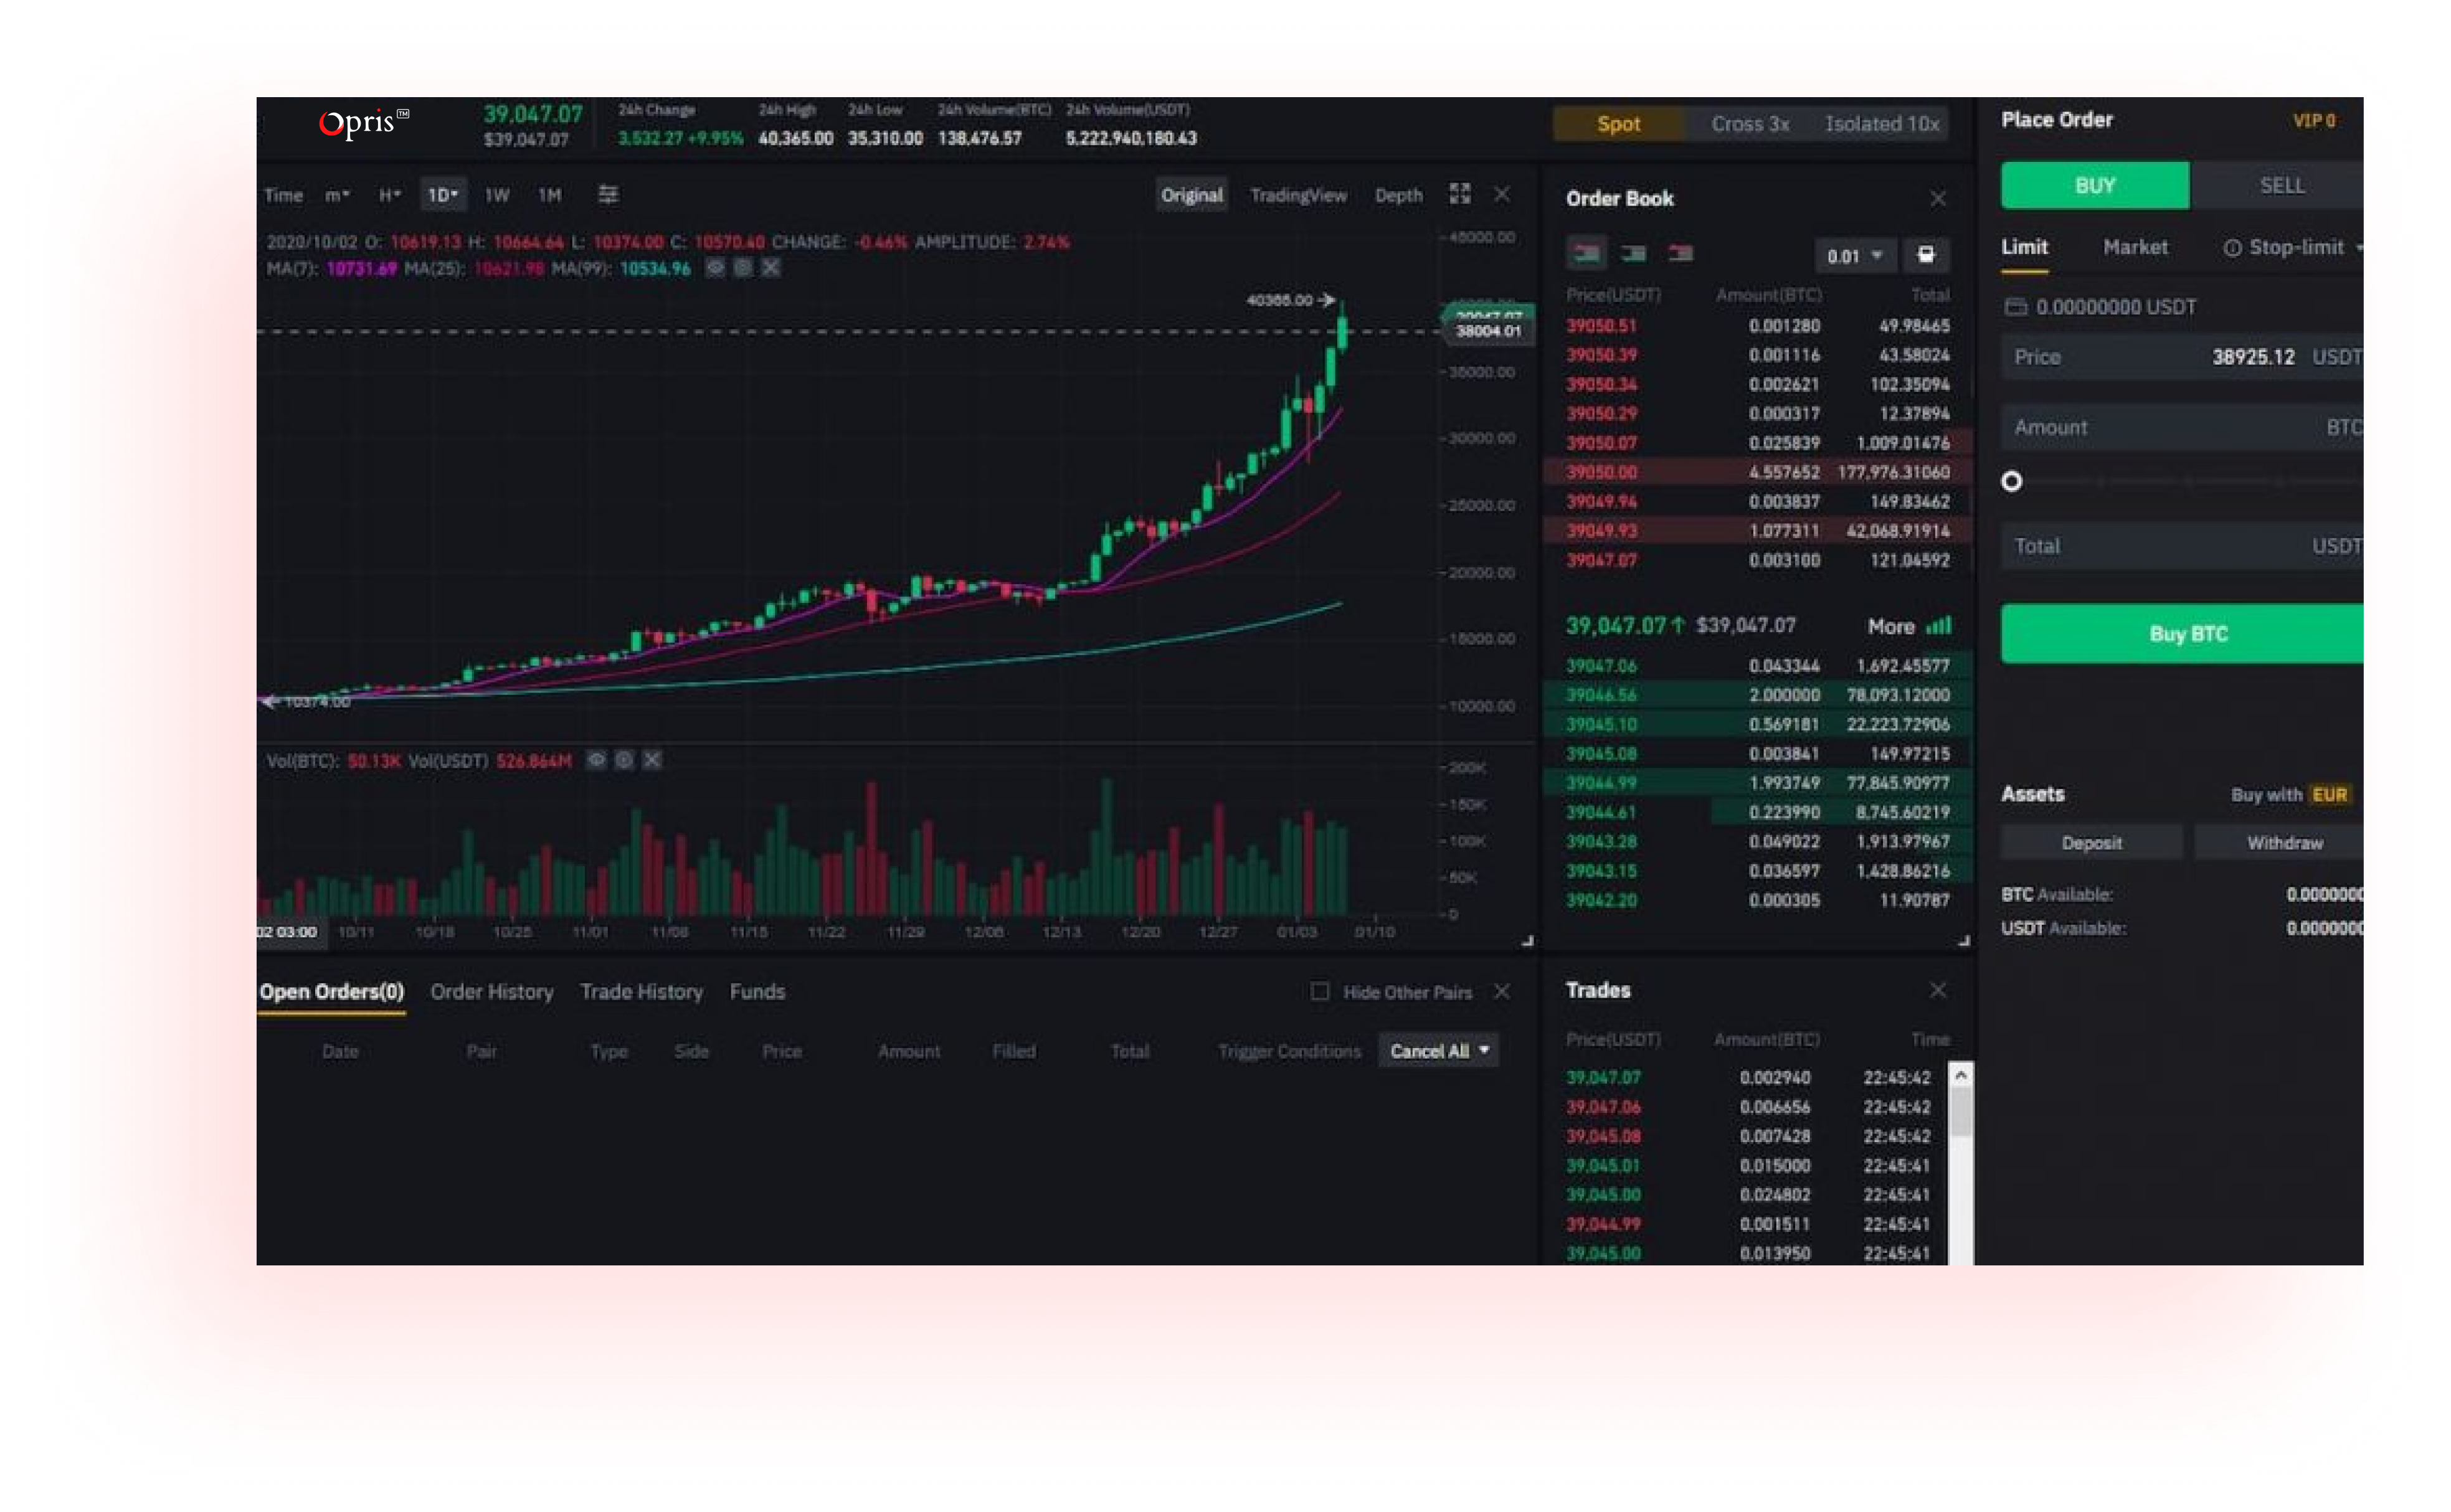 Opris™
39,047.07
$39,047.07
24h Change
3,532.27 +9.95%
24h High
40,365.00
24h Low
35,310.00
24h Volume(BTC)
138,476.57
24h Volume(USDT)
5,222,940,180.43
Time m H 1D 1W 1M
Original TradingView Depth
2020/10/02 O: 10619.13 H: 10664.64 L: 10374.00 C: 10570.40 CHANGE: -0.46% AMPLITUDE: 2.74%
MA(7): 10731.69 MA(25): 10621.98 MA(99): 10534.96
45000.00
40365.00
38004.01
35000.00
30000.00
25000.00
20000.00
15000.00
10000.00
10374.00
Vol(BTC): 50.13K Vol(USDT) 526.864M
200K
150K
100K
50K
0
02 03:00 10/11 10/18 10/25 11/01 11/08 11/15 11/22 11/29 12/06 12/13 12/20 12/27 01/03 01/10
Open Orders(0) Order History Trade History Funds
Hide Other Pairs
Date Pair Type Side Price Amount Filled Total Trigger Conditions Cancel All
Spot Cross 3x Isolated 10x
Order Book
0.01
Price(USDT) Amount(BTC) Total
39050.51 0.001280 49.98465
39050.39 0.001116 43.58024
39050.34 0.002621 102.35094
39050.29 0.000317 12.37894
39050.07 0.025839 1,009.01476
39050.00 4.557652 177,976.31060
39049.94 0.003837 149.83462
39049.93 1.077311 42,068.91914
39047.07 0.003100 121.04592
39,047.07↑ $39,047.07 More
39047.06 0.043344 1,692.45577
39046.56 2.000000 78,093.12000
39045.10 0.569181 22,223.72906
39045.08 0.003841 149.97215
39044.99 1.993749 77,845.90977
39044.61 0.223990 8,745.60219
39043.28 0.049022 1,913.97967
39043.15 0.036597 1,428.86216
39042.20 0.000305 11.90787
Trades
Price(USDT) Amount(BTC) Time
39,047.07 0.002940 22:45:42
39,047.06 0.006656 22:45:42
39,045.08 0.007428 22:45:42
39,045.01 0.015000 22:45:41
39,045.00 0.024802 22:45:41
39,044.99 0.001511 22:45:41
39,045.00 0.013950 22:45:41
Place Order VIP 0
BUY SELL
Limit Market Stop-limit
0.00000000 USDT
Price 38925.12 USDT
Amount BTC
Total USDT
Buy BTC
Assets Buy with EUR
Deposit Withdraw
BTC Available: 0.0000000
USDT Available: 0.0000000